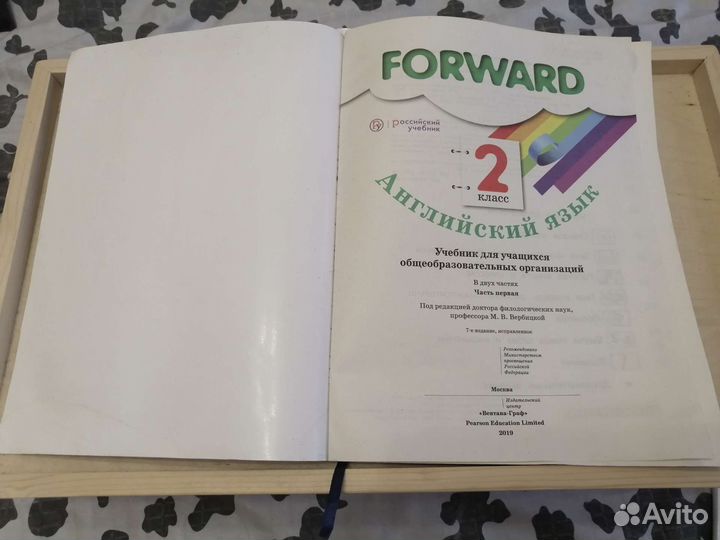 FORWARD
российский
учебник
2
класс
Английский язык
Учебник для учащихся
общеобразовательных организаций
В двух частях
Часть первая
Под редакцией доктора филологических наук,
профессора М. В. Вербицкой
7-е издание, исправленное
Рекомендовано
Министерством
просвещения
Российской
Федерации
Москва
Издательский
центр
«Вентана-Граф»
Pearson Education Limited
2019
Avito